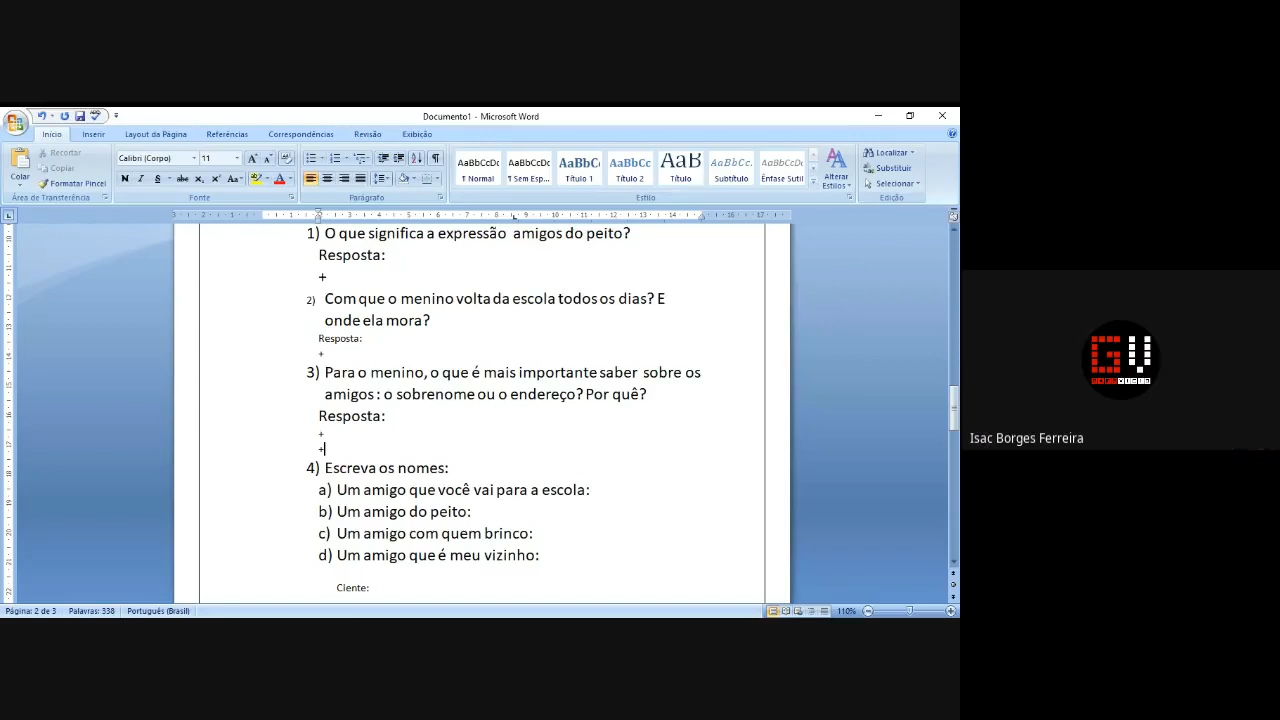 Documento1 - Microsoft Word
Início Inserir Layout da Página Referências Correspondências Revisão Exibição
Colar
Recortar
Copiar
Formatar Pincel
Área de Transferência
Calibri (Corpo) 11
Fonte
Parágrafo
AaBbCcDc AaBbCcDc AaBbC AaBbCc AaB AaBbCc. AaBbCcDc
¶ Normal ¶ Sem Esp... Título 1 Título 2 Título Subtítulo Ênfase Sutil
Alterar
Estilos
Estilo
Localizar
Substituir
Selecionar
Edição
1) O que significa a expressão amigos do peito?
Resposta:
+
2) Com que o menino volta da escola todos os dias? E
onde ela mora?
Resposta:
+
3) Para o menino, o que é mais importante saber sobre os
amigos : o sobrenome ou o endereço? Por quê?
Resposta:
+
+
4) Escreva os nomes:
a) Um amigo que você vai para a escola:
b) Um amigo do peito:
c) Um amigo com quem brinco:
d) Um amigo que é meu vizinho:
Cliente:
Página: 2 de 3 Palavras: 338 Português (Brasil) 110%
Isac Borges Ferreira